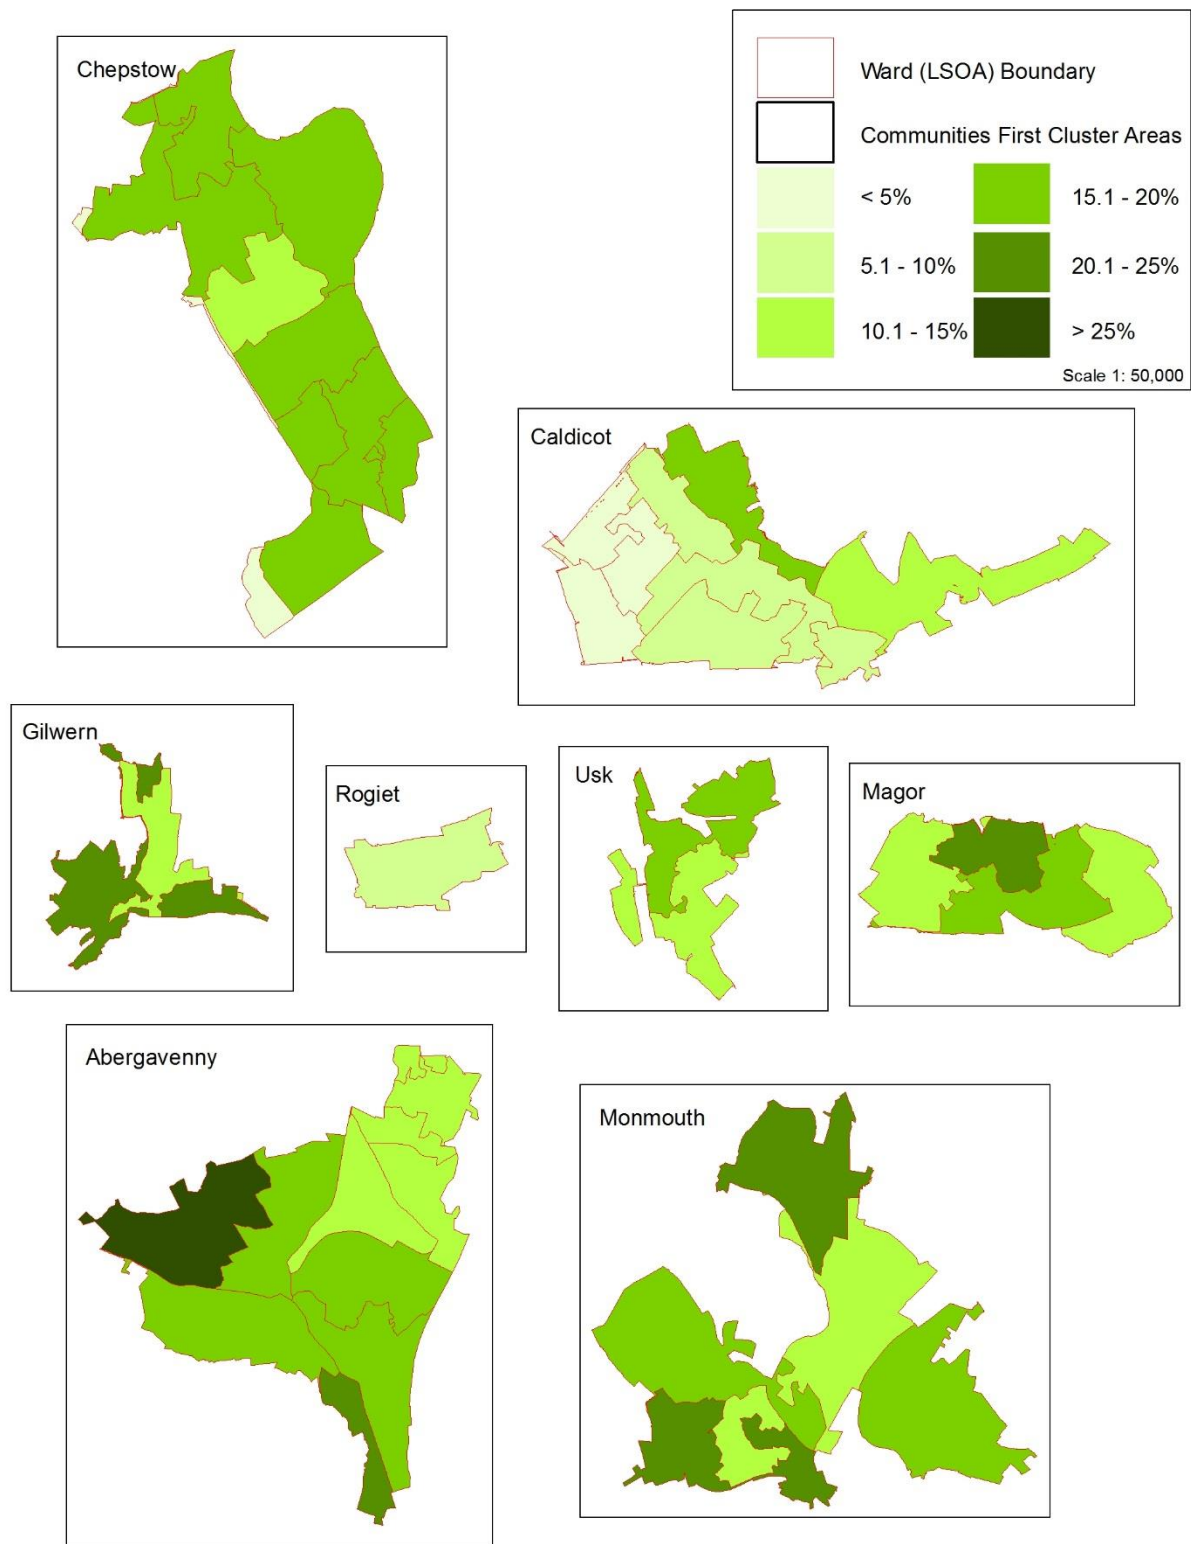 Chepstow
Ward (LSOA) Boundary
Communities First Cluster Areas
< 5%
15.1 - 20%
5.1 - 10%
20.1 - 25%
10.1 - 15%
> 25%
Scale 1: 50,000
Caldicot
Gilwern
Rogiet
Usk
Magor
Abergavenny
Monmouth